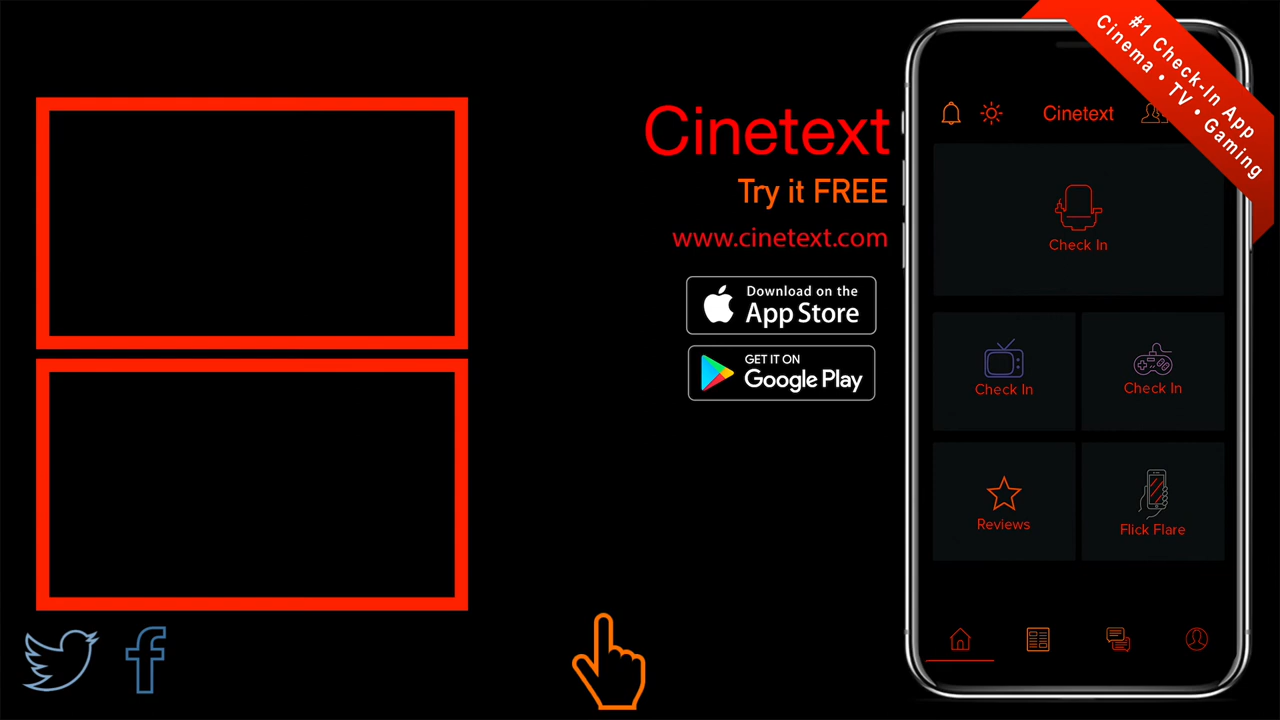 Cinetext
Try it FREE
www.cinetext.com
Download on the
App Store
GET IT ON
Google Play
#1 Check-In App
Cinema • TV • Gaming
Cinetext
Check In
Check In
Check In
Reviews
Flick Flare